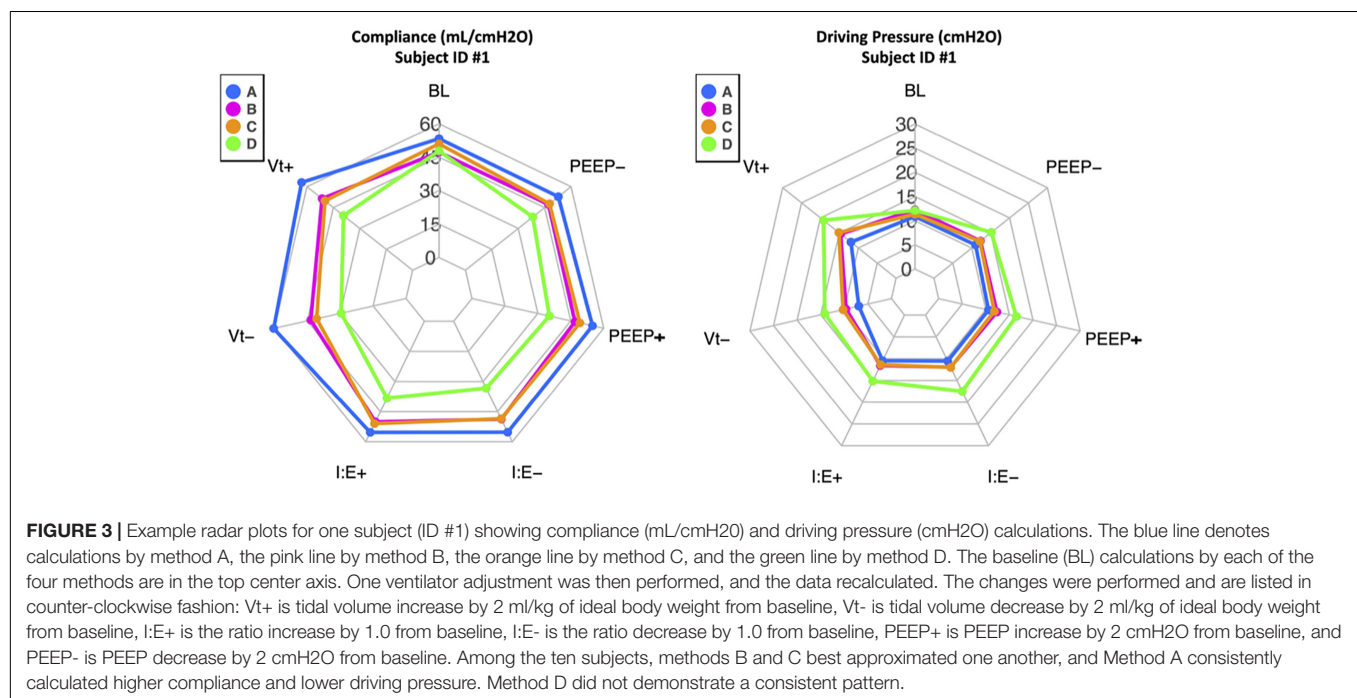 Compliance (mL/cmH2O)
Subject ID #1
A
B
C
D
BL
60
45
30
15
0
Vt+
PEEP−
Vt−
PEEP+
I:E+
I:E−
Driving Pressure (cmH2O)
Subject ID #1
A
B
C
D
BL
30
25
20
15
10
5
0
Vt+
PEEP−
Vt−
PEEP+
I:E+
I:E−
FIGURE 3 | Example radar plots for one subject (ID #1) showing compliance (mL/cmH20) and driving pressure (cmH2O) calculations. The blue line denotes
calculations by method A, the pink line by method B, the orange line by method C, and the green line by method D. The baseline (BL) calculations by each of the
four methods are in the top center axis. One ventilator adjustment was then performed, and the data recalculated. The changes were performed and are listed in
counter-clockwise fashion: Vt+ is tidal volume increase by 2 ml/kg of ideal body weight from baseline, Vt- is tidal volume decrease by 2 ml/kg of ideal body weight
from baseline, I:E+ is the ratio increase by 1.0 from baseline, I:E- is the ratio decrease by 1.0 from baseline, PEEP+ is PEEP increase by 2 cmH2O from baseline, and
PEEP- is PEEP decrease by 2 cmH2O from baseline. Among the ten subjects, methods B and C best approximated one another, and Method A consistently
calculated higher compliance and lower driving pressure. Method D did not demonstrate a consistent pattern.